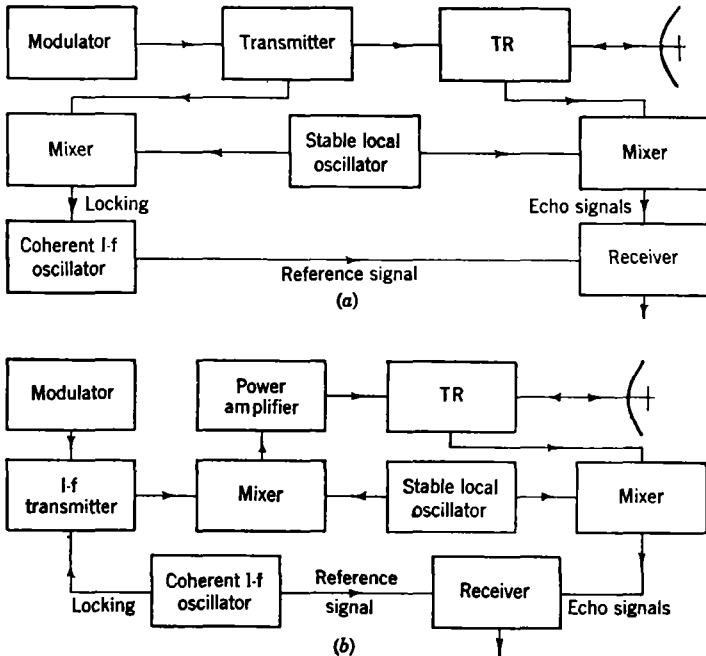 Modulator
Transmitter
TR
Mixer
Stable local
oscillator
Mixer
Locking
Echo signals
Coherent I-f
oscillator
Reference signal
Receiver
(a)
Modulator
Power
amplifier
TR
I-f
transmitter
Mixer
Stable local
oscillator
Mixer
Locking
Coherent I-f
oscillator
Reference
signal
Receiver
Echo signals
(b)